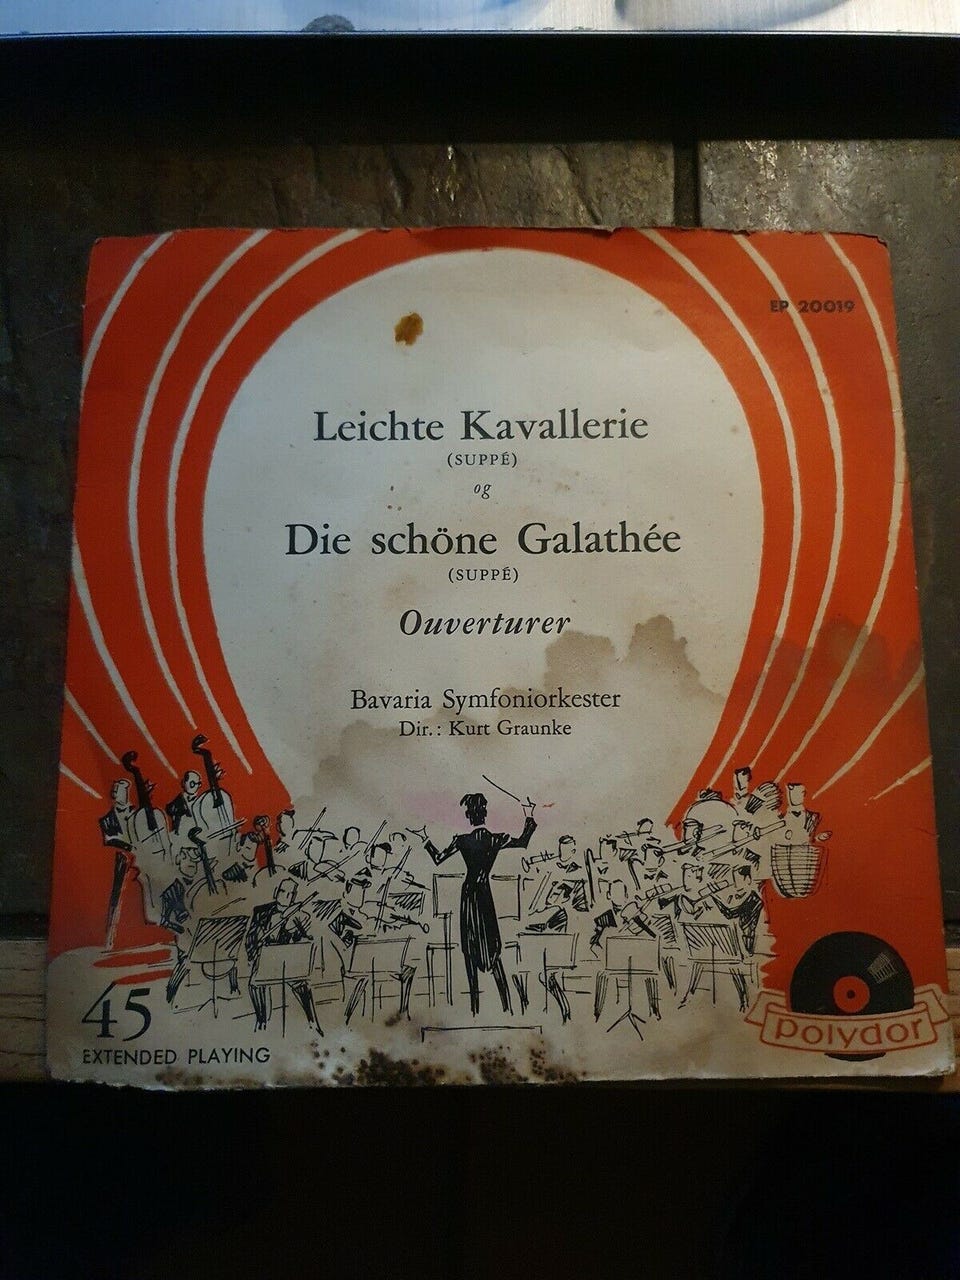 EP 20019
Leichte Kavallerie
(SUPPÉ)
og
Die schöne Galathée
(SUPPÉ)
Ouverturer
Bavaria Symfoniorkester
Dir.: Kurt Graunke
45
EXTENDED PLAYING
polydor